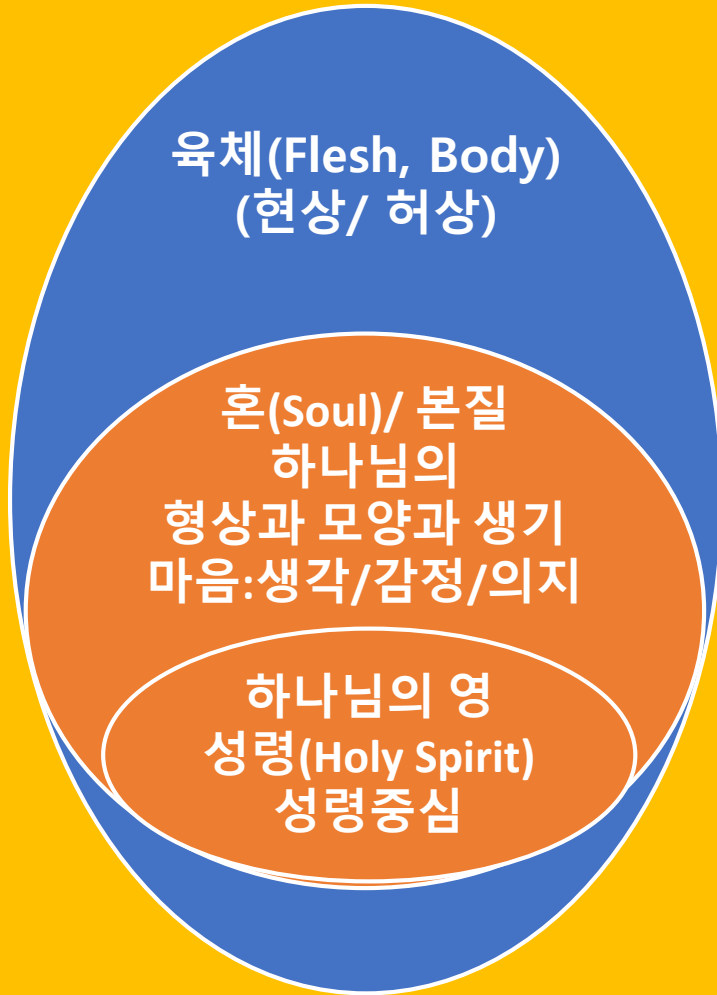 육체(Flesh, Body)
(현상/ 허상)
혼(Soul)/ 본질
하나님의
형상과 모양과 생기
마음:생각/감정/의지
하나님의 영
성령(Holy Spirit)
성령중심